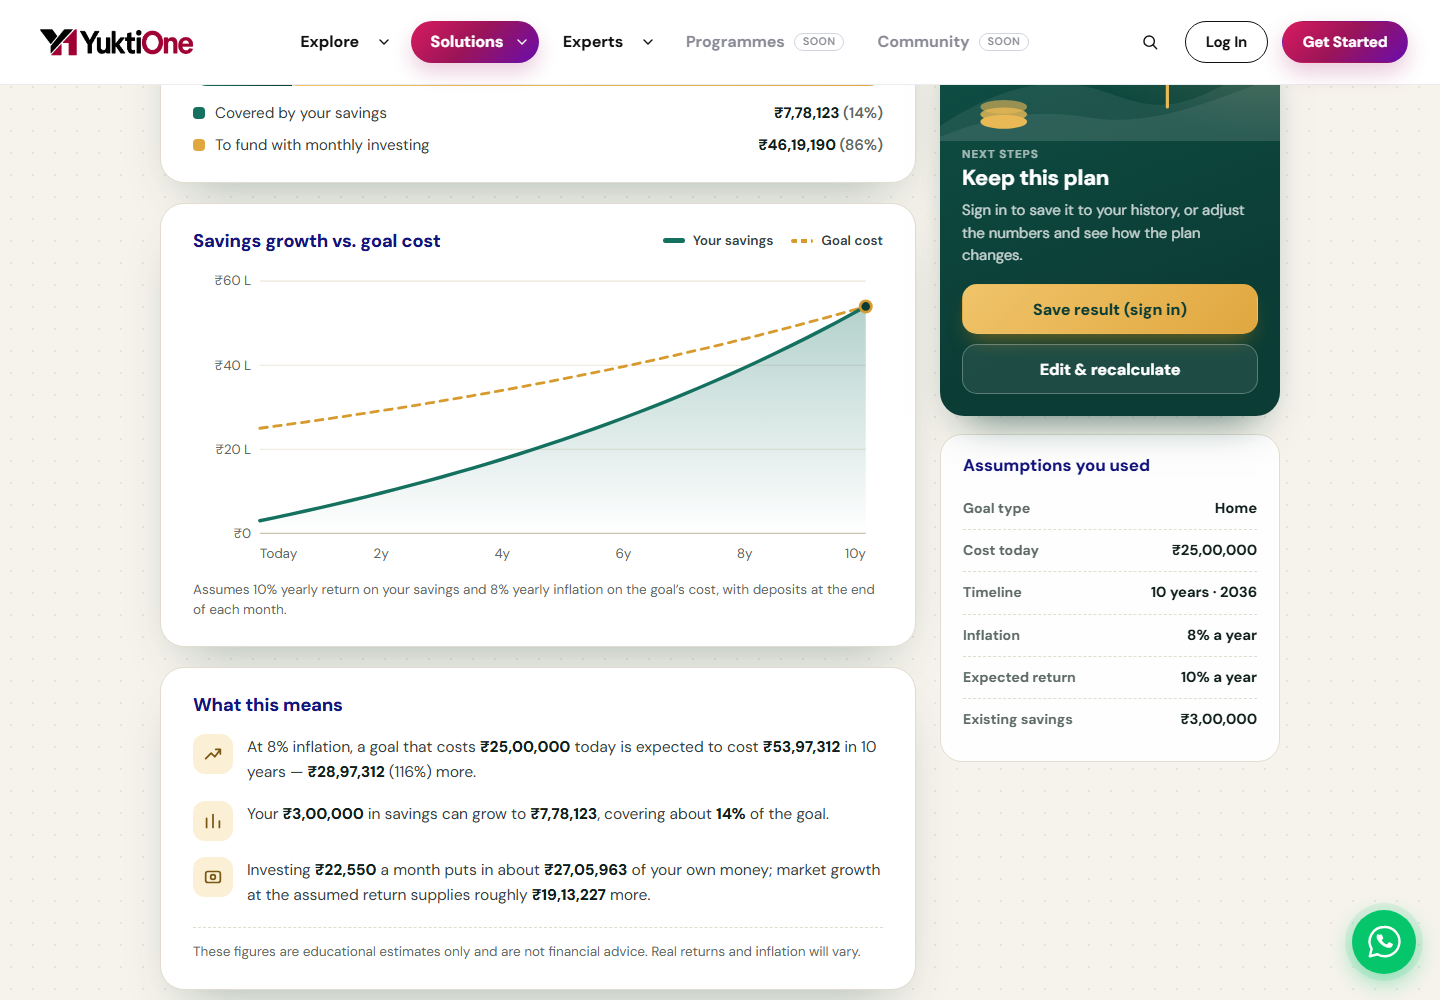 YuktiOne
Explore
Solutions
Experts
Programmes SOON
Community SOON
Log In
Get Started
Covered by your savings ₹7,78,123 (14%)
To fund with monthly investing ₹46,19,190 (86%)
Savings growth vs. goal cost
Your savings
Goal cost
₹60 L
₹40 L
₹20 L
₹0
Today 2y 4y 6y 8y 10y
Assumes 10% yearly return on your savings and 8% yearly inflation on the goal's cost, with deposits at the end
of each month.
What this means
At 8% inflation, a goal that costs ₹25,00,000 today is expected to cost ₹53,97,312 in 10
years — ₹28,97,312 (116%) more.
Your ₹3,00,000 in savings can grow to ₹7,78,123, covering about 14% of the goal.
Investing ₹22,550 a month puts in about ₹27,05,963 of your own money; market growth
at the assumed return supplies roughly ₹19,13,227 more.
These figures are educational estimates only and are not financial advice. Real returns and inflation will vary.
NEXT STEPS
Keep this plan
Sign in to save it to your history, or adjust
the numbers and see how the plan
changes.
Save result (sign in)
Edit & recalculate
Assumptions you used
Goal type Home
Cost today ₹25,00,000
Timeline 10 years · 2036
Inflation 8% a year
Expected return 10% a year
Existing savings ₹3,00,000